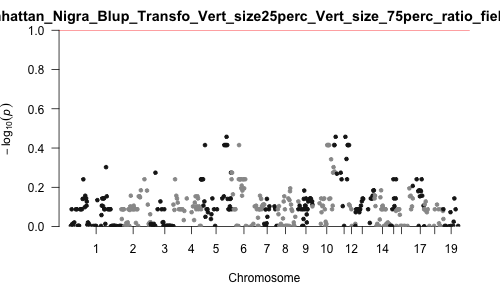 hattan_Nigra_Blup_Transfo_Vert_size25perc_Vert_size_75perc_ratio_fiel
1.0
0.8
0.6
0.4
0.2
0.0
− log10(p)
1 2 3 4 5 6 7 8 9 10 12 14 17 19
Chromosome